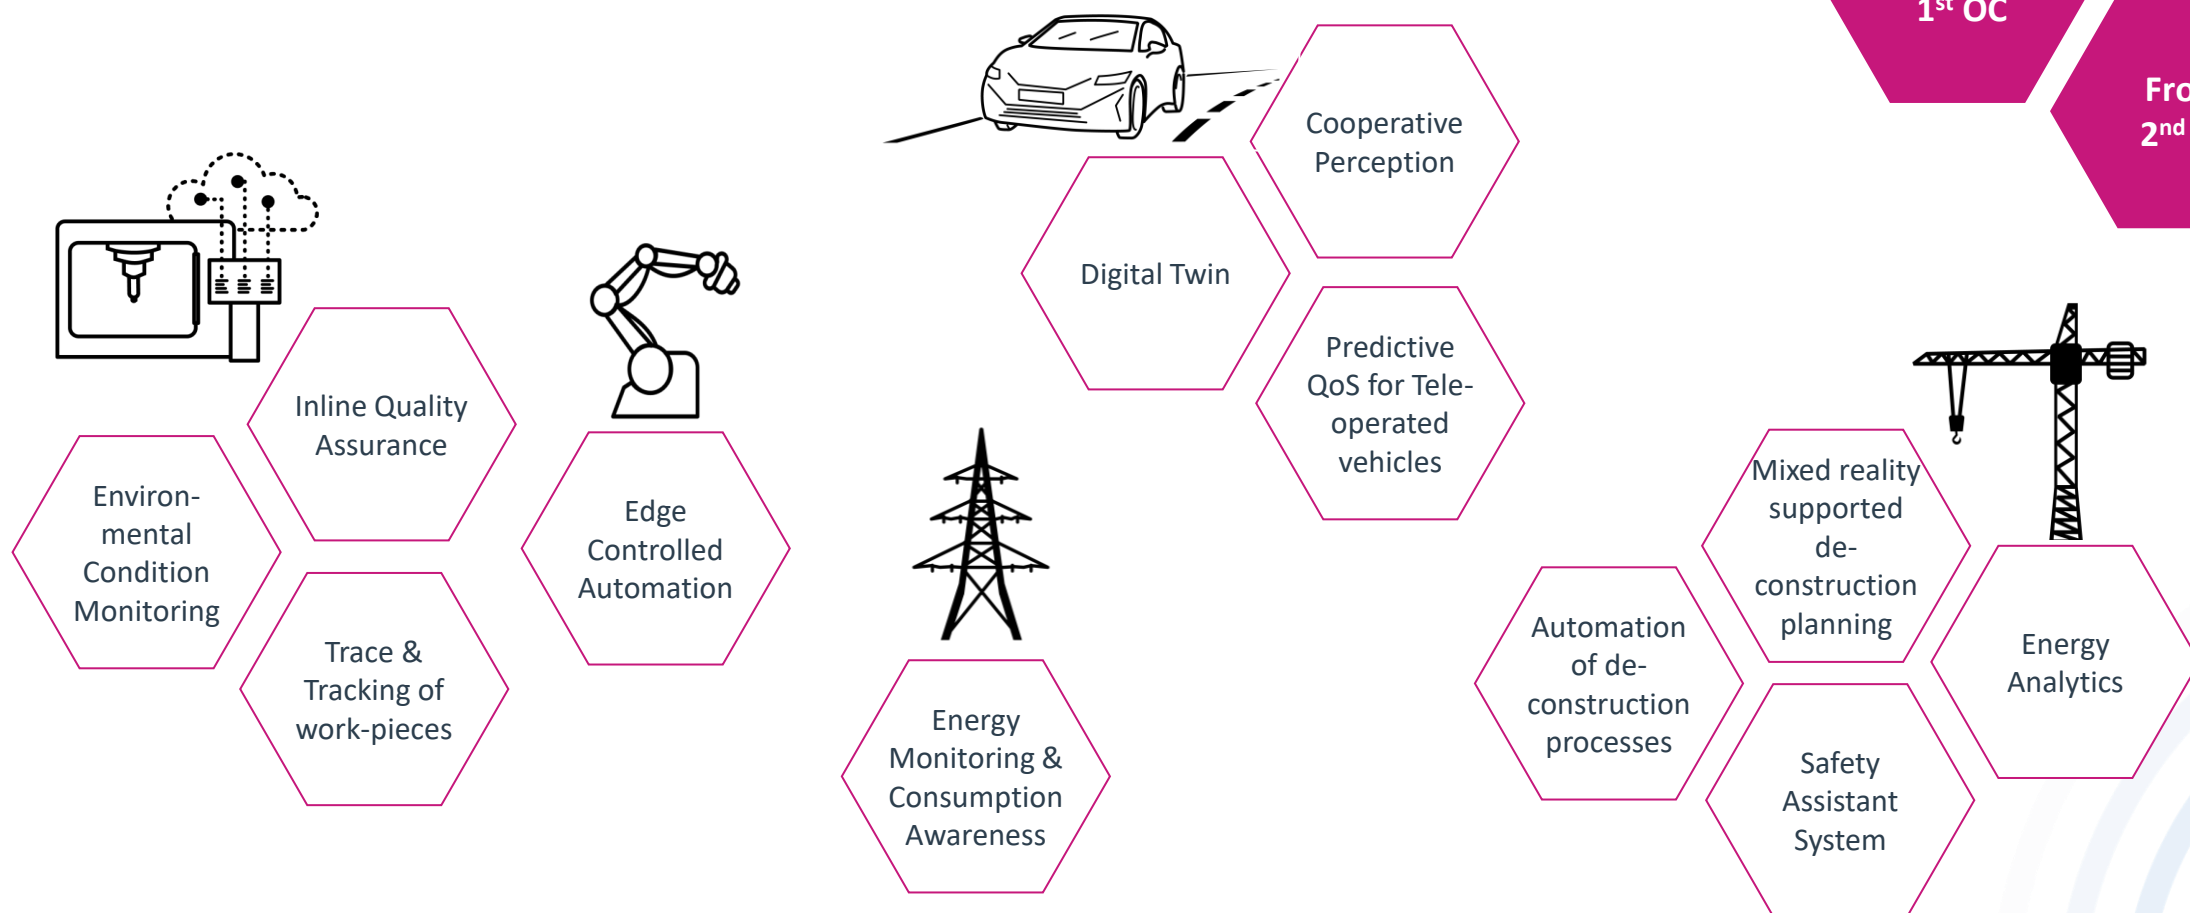 1st OC
2nd
Cooperative
Perception
Digital Twin
Predictive
QoS for Tele-
operated
vehicles
Inline Quality
Assurance
Environ-
mental
Condition
Monitoring
Trace &
Tracking of
work-pieces
Edge
Controlled
Automation
Energy
Monitoring &
Consumption
Awareness
Mixed reality
supported
de-
construction
planning
Automation
of de-
construction
processes
Energy
Analytics
Safety
Assistant
System